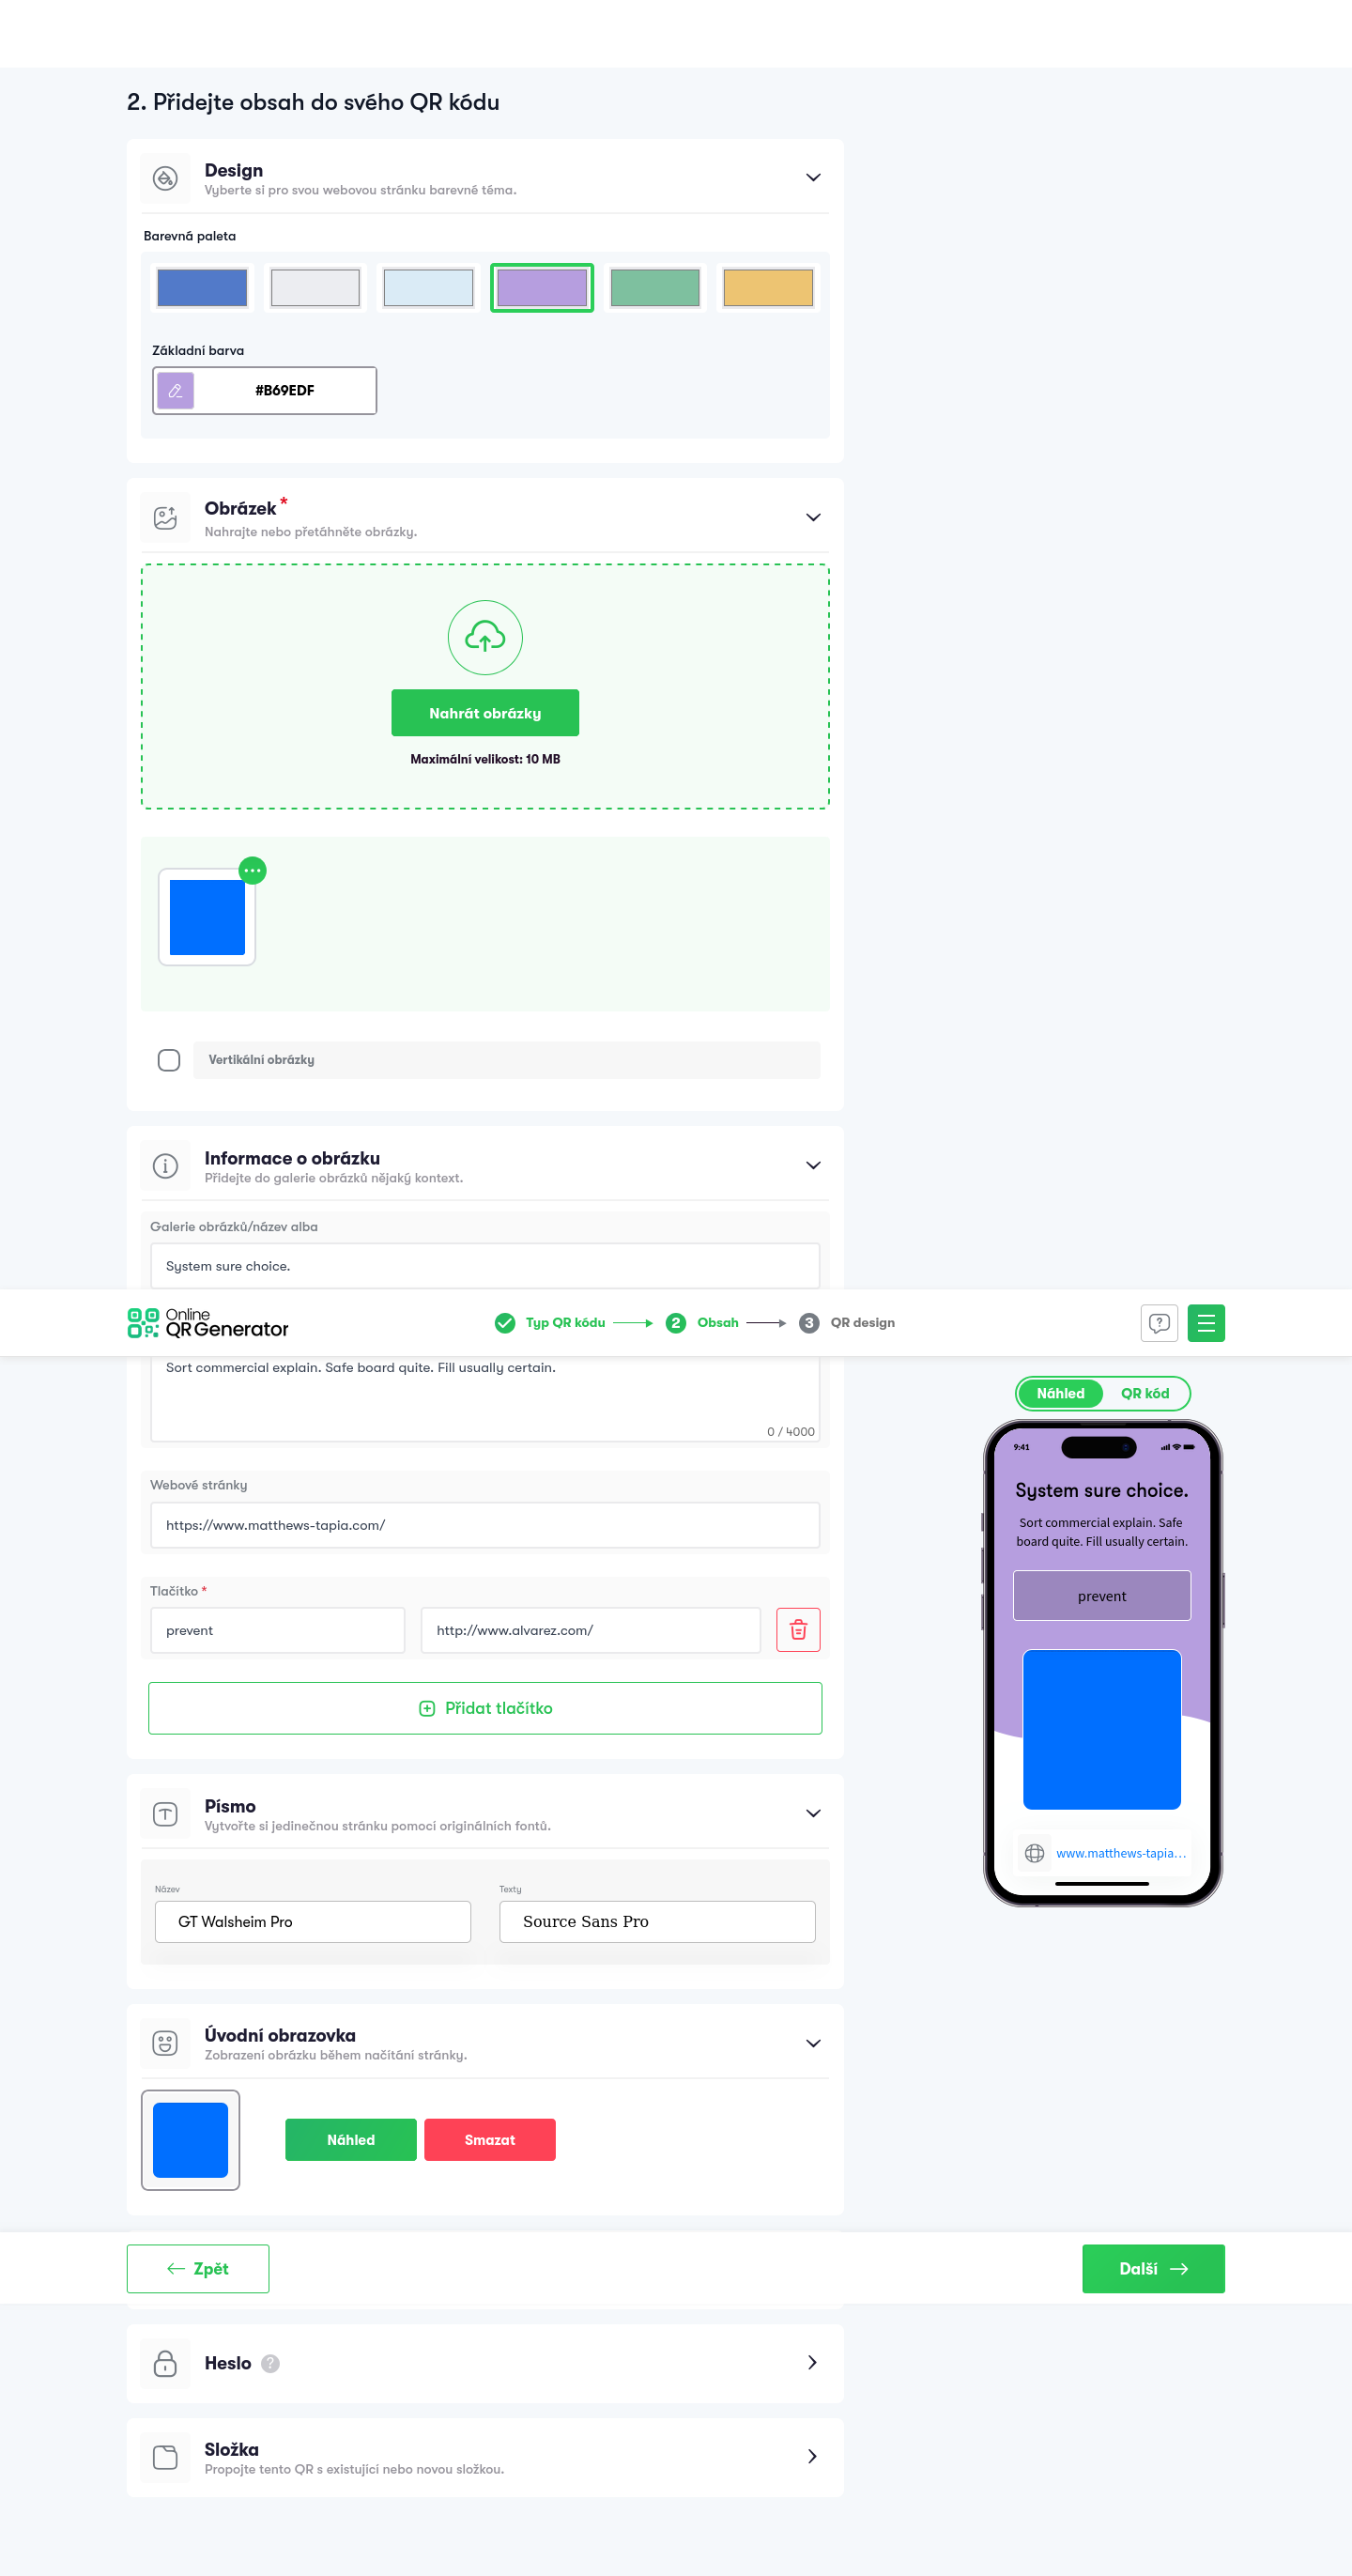 2. Přidejte obsah do svého QR kódu
Design
Vyberte si pro svou webovou stránku barevné téma.
Barevná paleta
Základní barva
#B69EDF
Obrázek *
Nahrajte nebo přetáhněte obrázky.
Nahrát obrázky
Maximální velikost: 10 MB
Vertikální obrázky
Informace o obrázku
Přidejte do galerie obrázků nějaký kontext.
Galerie obrázků/název alba
System sure choice.
Online
QR Generator
Typ QR kódu
2 Obsah
3 QR design
Sort commercial explain. Safe board quite. Fill usually certain.
0 / 4000
Webové stránky
https://www.matthews-tapia.com/
Tlačítko *
prevent
http://www.alvarez.com/
Přidat tlačítko
Náhled
QR kód
9:41
System sure choice.
Sort commercial explain. Safe
board quite. Fill usually certain.
prevent
www.matthews-tapia...
Písmo
Vytvořte si jedinečnou stránku pomocí originálních fontů.
Název
GT Walsheim Pro
Texty
Source Sans Pro
Úvodní obrazovka
Zobrazení obrázku během načítání stránky.
Náhled
Smazat
Zpět
Další
Heslo ?
Složka
Propojte tento QR s existující nebo novou složkou.